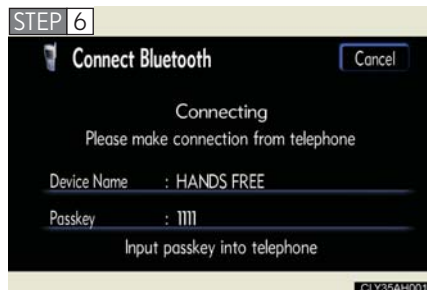 STEP 6
Connect Bluetooth
Cancel
Connecting
Please make connection from telephone
Device Name : HANDS FREE
Passkey : 1111
Input passkey into telephone
CLY35AH001